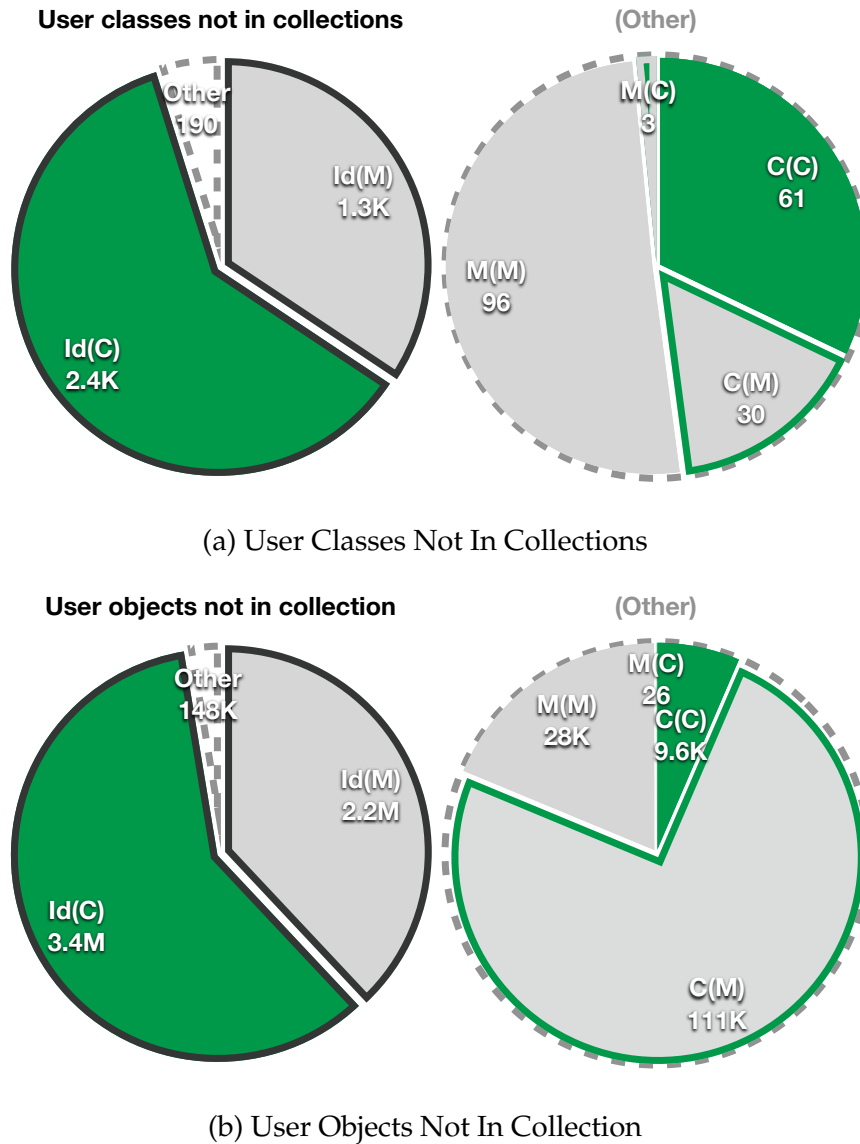 User classes not in collections
(Other)
Other
190
Id(M)
1.3K
Id(C)
2.4K
M(C)
3
C(C)
61
M(M)
96
C(M)
30
(a) User Classes Not In Collections
User objects not in collection
(Other)
Other
148K
Id(M)
2.2M
Id(C)
3.4M
M(C)
26
C(C)
9.6K
M(M)
28K
C(M)
111K
(b) User Objects Not In Collection